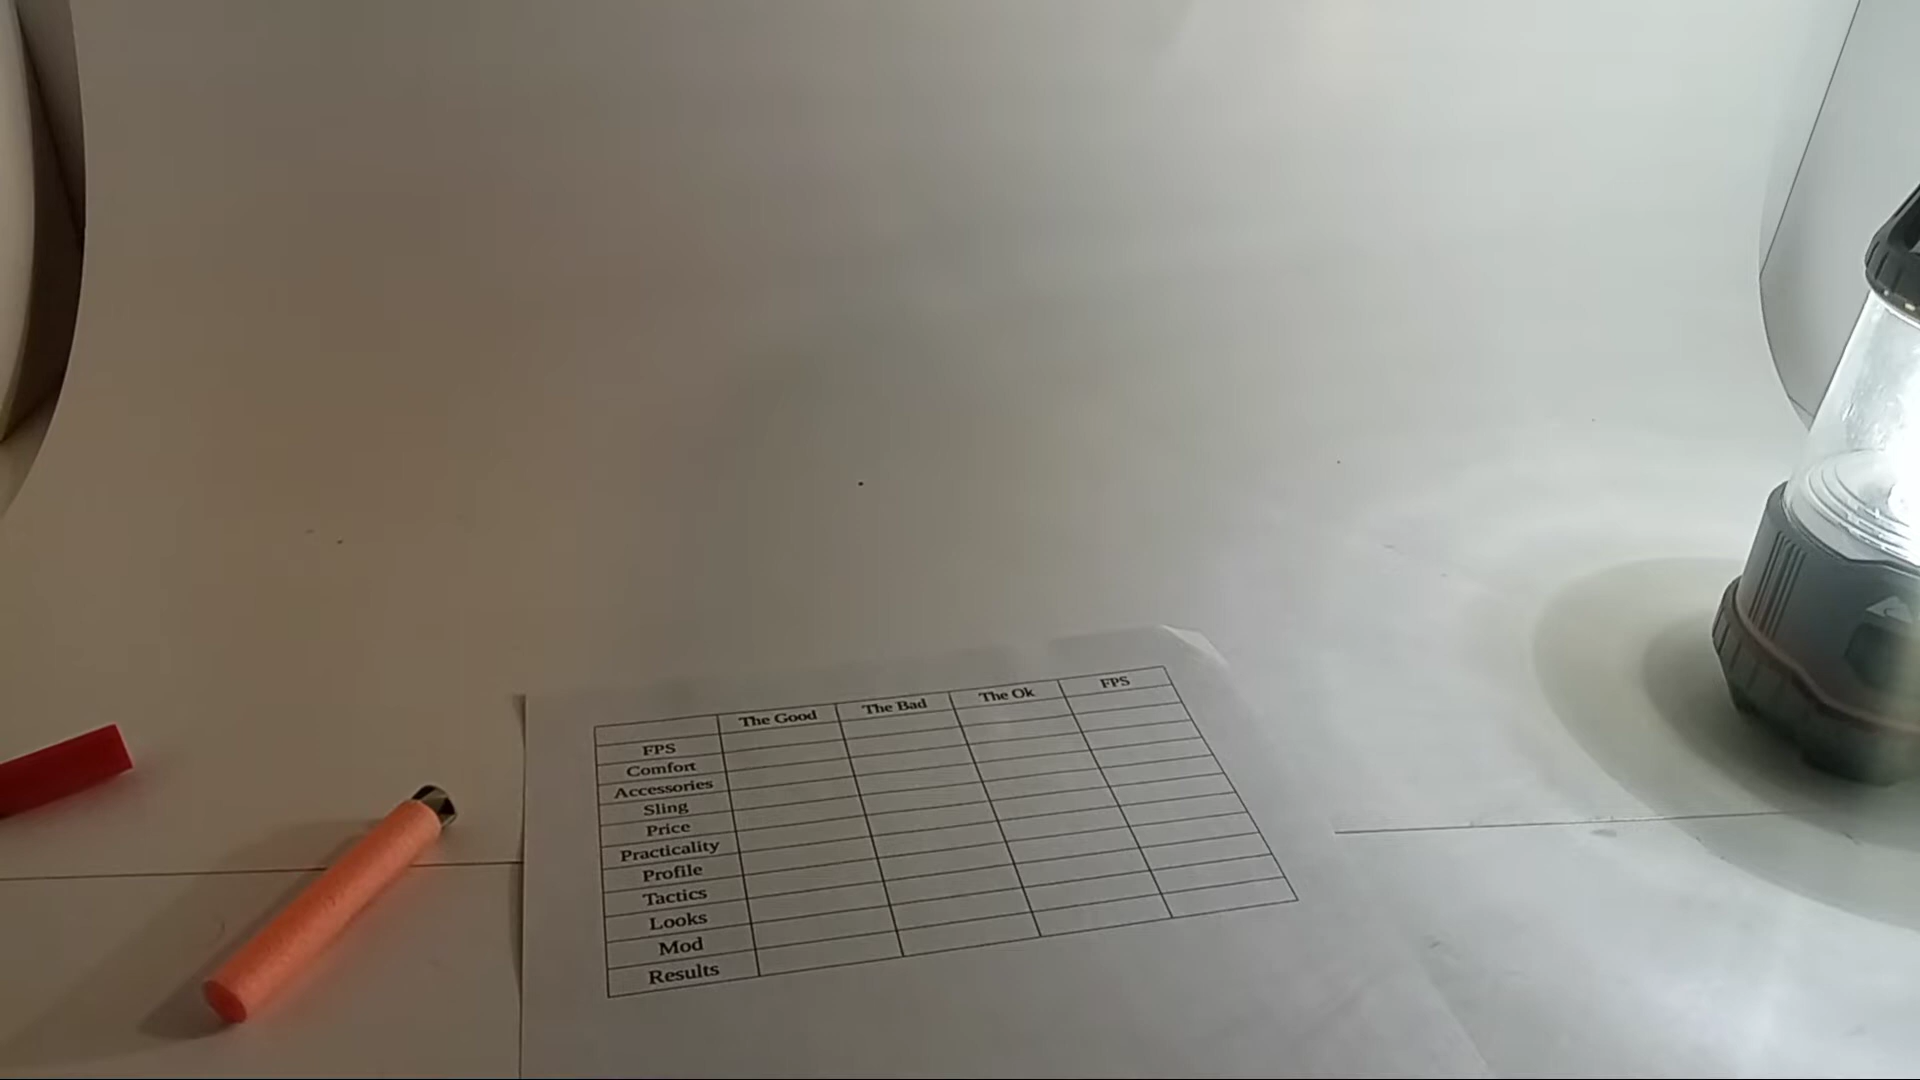 The Good The Bad The Ok FPS
FPS
Comfort
Accessories
Sling
Price
Practicality
Profile
Tactics
Looks
Mod
Results